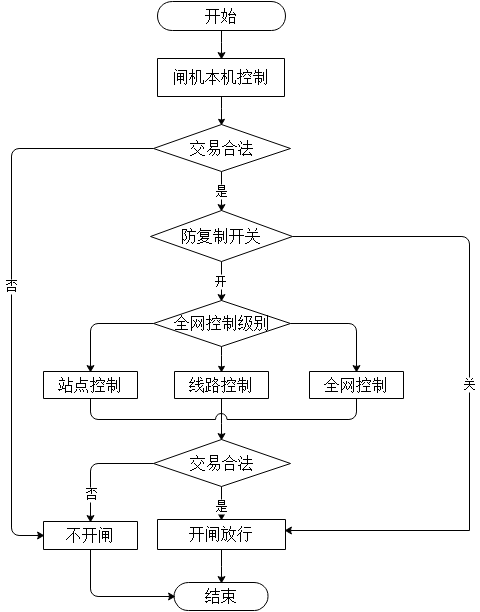 开始
闸机本机控制
交易合法
是
防复制开关
否
开
全网控制级别
站点控制
线路控制
全网控制
关
交易合法
否
是
不开闸
开闸放行
结束